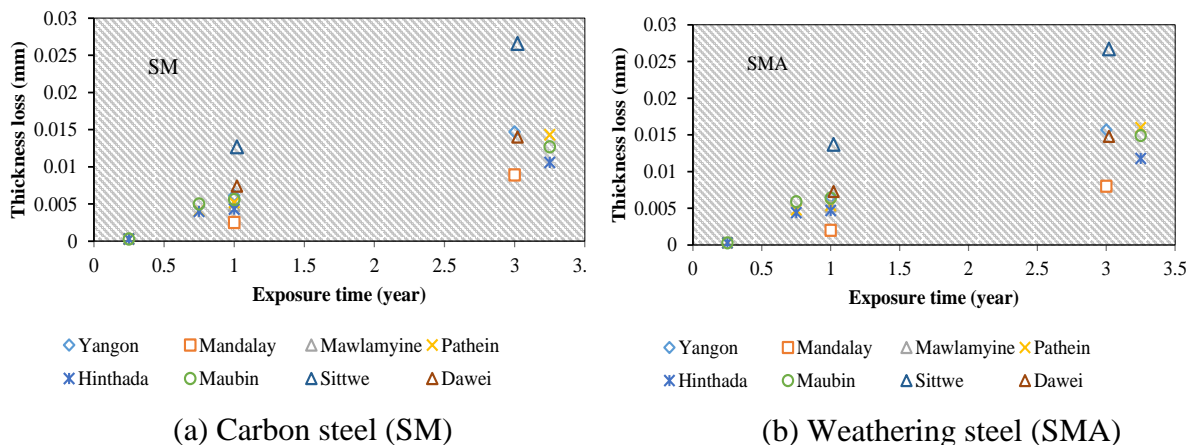 0.03
0.025
0.02
0.015
0.01
0.005
0
Thickness loss (mm)
SM
0 0.5 1 1.5 2 2.5 3 3.
Exposure time (year)
Yangon Mandalay Mawlamyine Pathein
Hinthada Maubin Sittwe Dawei
(a) Carbon steel (SM)
0.03
0.025
0.02
0.015
0.01
0.005
0
Thickness loss (mm)
SMA
0 0.5 1 1.5 2 2.5 3 3.5
Exposure time (year)
Yangon Mandalay Mawlamyine Pathein
Hinthada Maubin Sittwe Dawei
(b) Weathering steel (SMA)